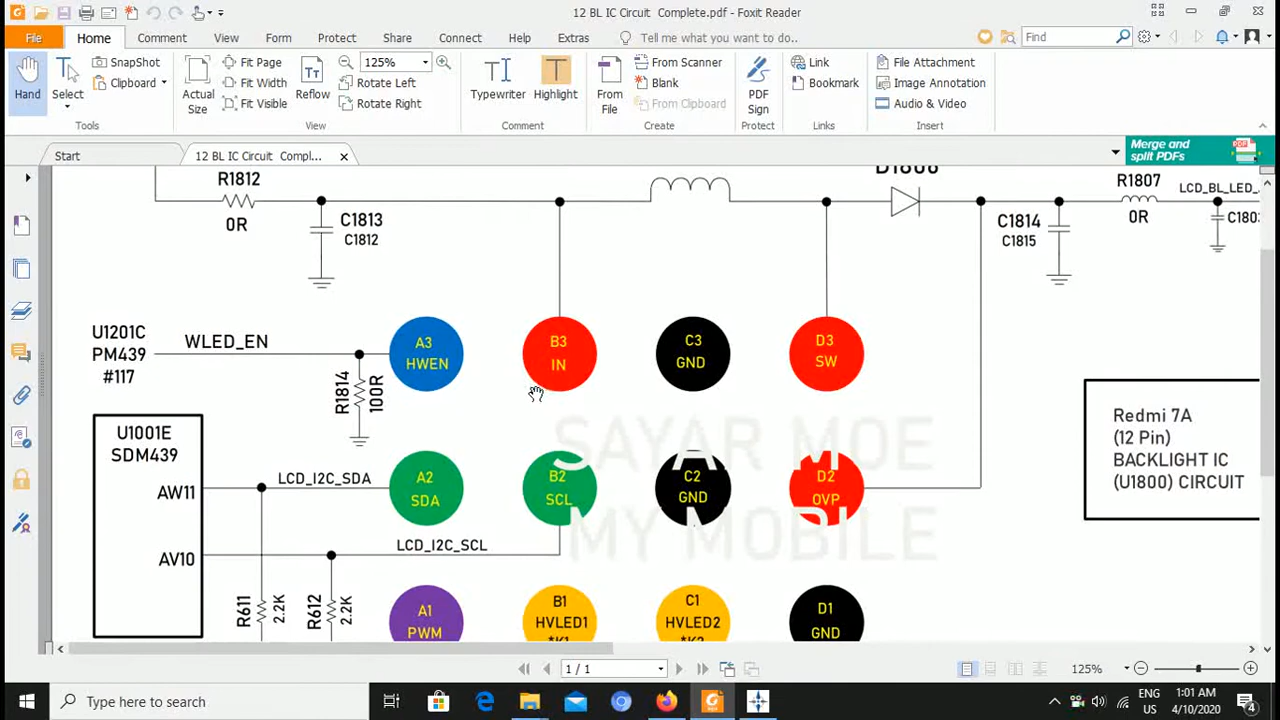 12 BL IC Circuit Complete.pdf - Foxit Reader
File Home Comment View Form Protect Share Connect Help Extras Tell me what you want to do... Find
Hand
Select
SnapShot
Clipboard
Actual Size
Fit Page
Fit Width
Fit Visible
Reflow
125%
Rotate Left
Rotate Right
Typewriter
Highlight
From File
From Scanner
Blank
From Clipboard
PDF Sign
Link
Bookmark
File Attachment
Image Annotation
Audio & Video
Tools View Comment Create Protect Links Insert
Start 12 BL IC Circuit Compl...
Merge and
split PDFs
R1812
0R
C1813
C1812
D1806
C1814
C1815
R1807
0R
LCD_BL_LED_
C180
U1201C
PM439
#117
WLED_EN
R1814
100R
A3
HWEN
B3
IN
C3
GND
D3
SW
SAYAR MOE
MY MOBILE
Redmi 7A
(12 Pin)
BACKLIGHT IC
(U1800) CIRCUIT
U1001E
SDM439
AW11
LCD_I2C_SDA
A2
SDA
B2
SCL
C2
GND
D2
OVP
AV10
LCD_I2C_SCL
R611
2.2K
R612
2.2K
A1
PWM
B1
HVLED1
C1
HVLED2
D1
GND
1 / 1
125%
Type here to search
ENG
US
1:01 AM
4/10/2020
4